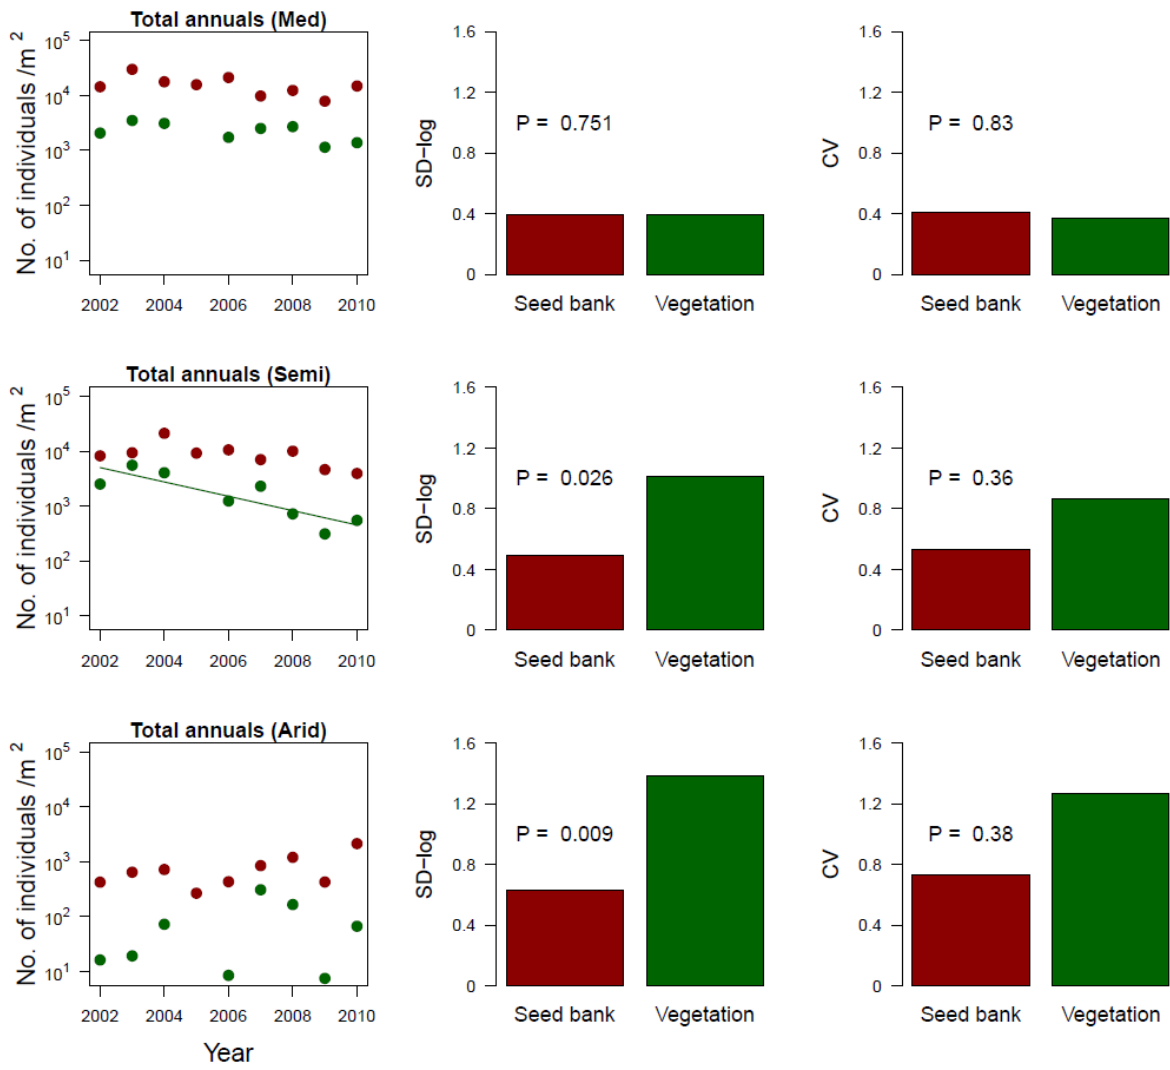 Total annuals (Med)
No. of individuals /m 2
10 5
10 4
10 3
10 2
10 1
2002 2004 2006 2008 2010
SD−log
1.6
1.2
0.8
0.4
0
P = 0.751
Seed bank Vegetation
CV
1.6
1.2
0.8
0.4
0
P = 0.83
Seed bank Vegetation
Total annuals (Semi)
No. of individuals /m 2
10 5
10 4
10 3
10 2
10 1
2002 2004 2006 2008 2010
SD−log
1.6
1.2
0.8
0.4
0
P = 0.026
Seed bank Vegetation
CV
1.6
1.2
0.8
0.4
0
P = 0.36
Seed bank Vegetation
Total annuals (Arid)
No. of individuals /m 2
10 5
10 4
10 3
10 2
10 1
2002 2004 2006 2008 2010
Year
SD−log
1.6
1.2
0.8
0.4
0
P = 0.009
Seed bank Vegetation
CV
1.6
1.2
0.8
0.4
0
P = 0.38
Seed bank Vegetation